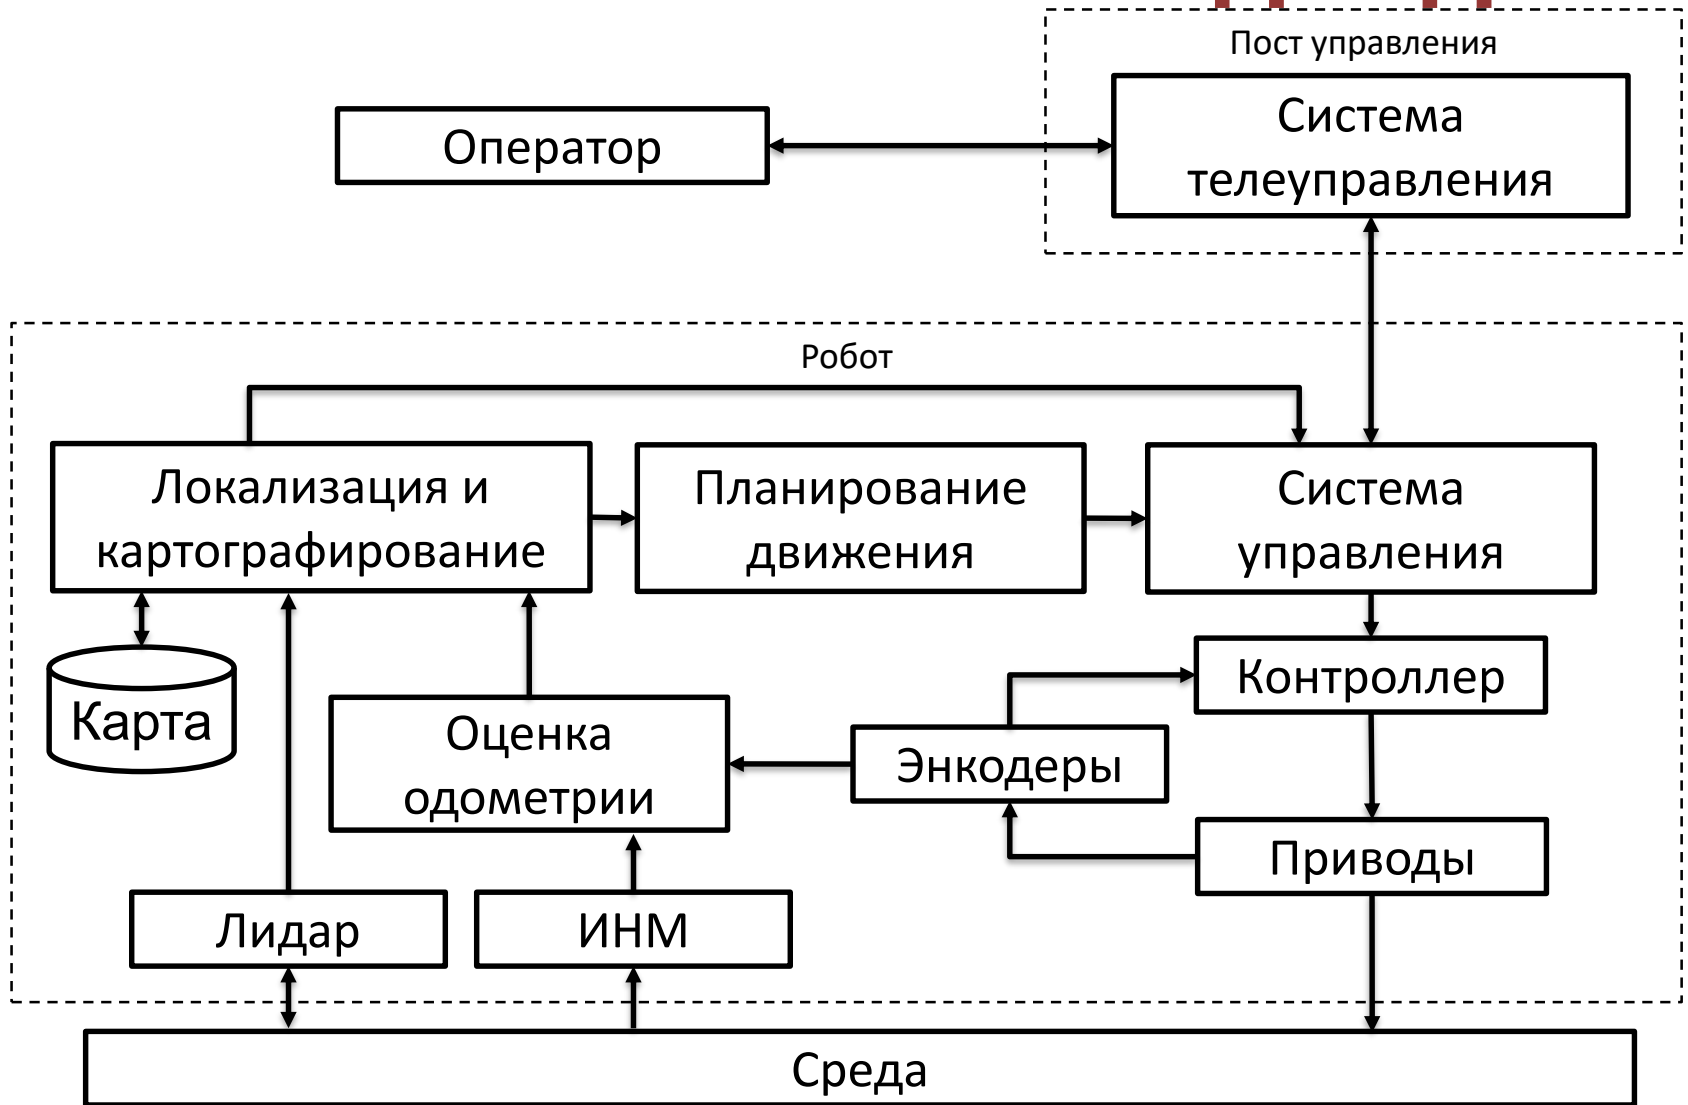 Пост управления
Система
телеуправления
Оператор
Робот
Локализация и
картографирование
Планирование
движения
Система
управления
Контроллер
Карта
Оценка
одометрии
Энкодеры
Приводы
Лидар
ИНМ
Среда